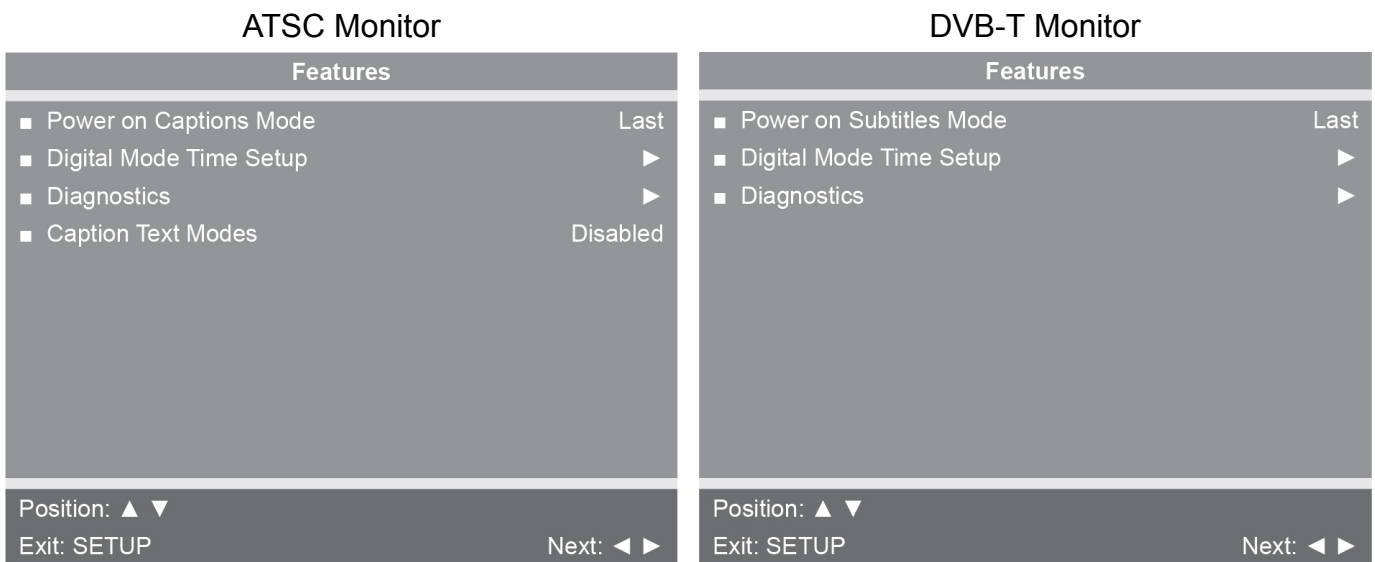 ATSC Monitor
Features
■ Power on Captions Mode Last
■ Digital Mode Time Setup ►
■ Diagnostics ►
■ Caption Text Modes Disabled
Position: ▲ ▼
Exit: SETUP Next: ◄ ►
DVB-T Monitor
Features
■ Power on Subtitles Mode Last
■ Digital Mode Time Setup ►
■ Diagnostics ►
Position: ▲ ▼
Exit: SETUP Next: ◄ ►